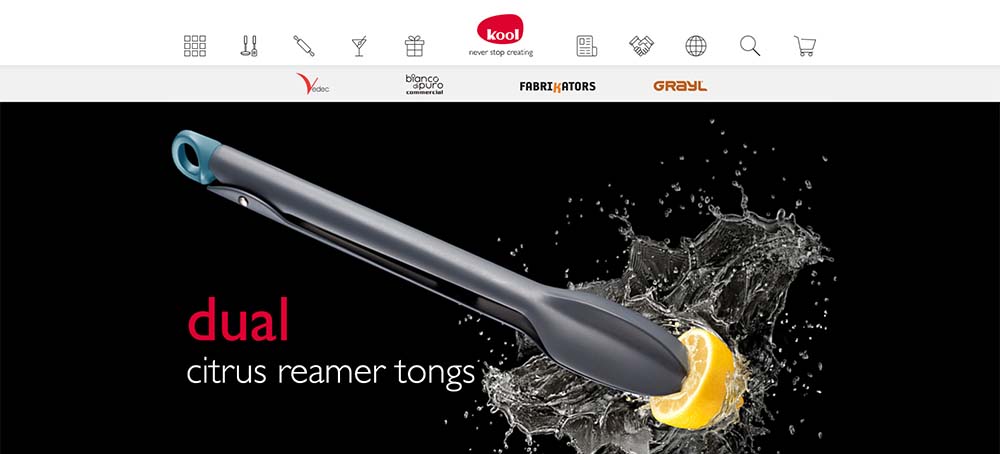 kool
never stop creating
Vedec
bianco
di puro
commercial
FABRIKATORS
GRAYL
dual
citrus reamer tongs